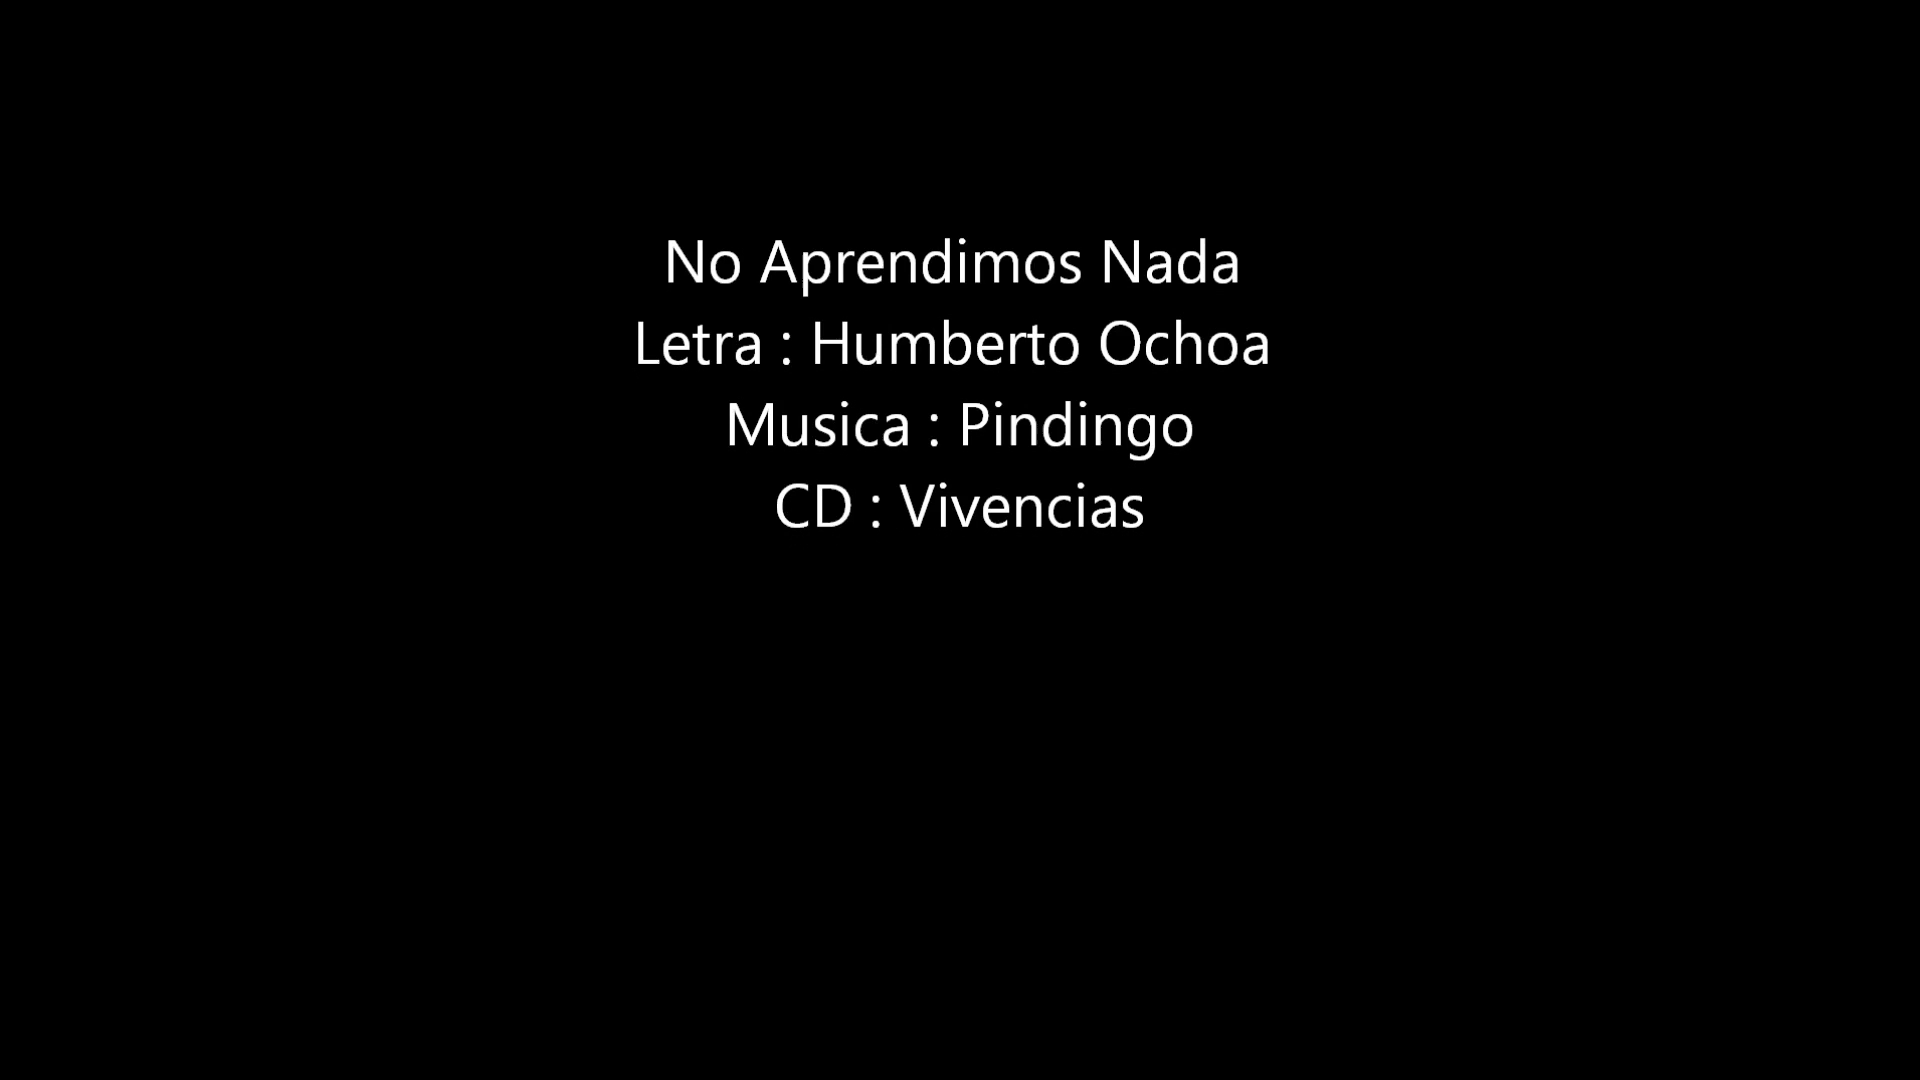 No Aprendimos Nada
Letra : Humberto Ochoa
Musica : Pindingo
CD : Vivencias